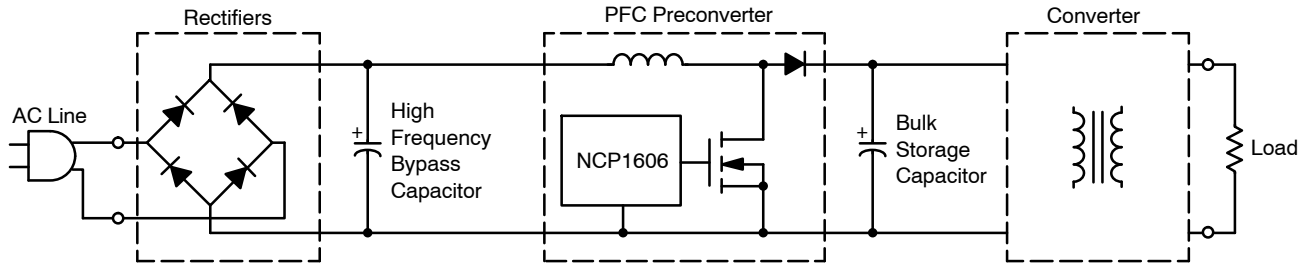 Rectifiers
PFC Preconverter
Converter
AC Line
+
High
Frequency
Bypass
Capacitor
NCP1606
+
Bulk
Storage
Capacitor
Load